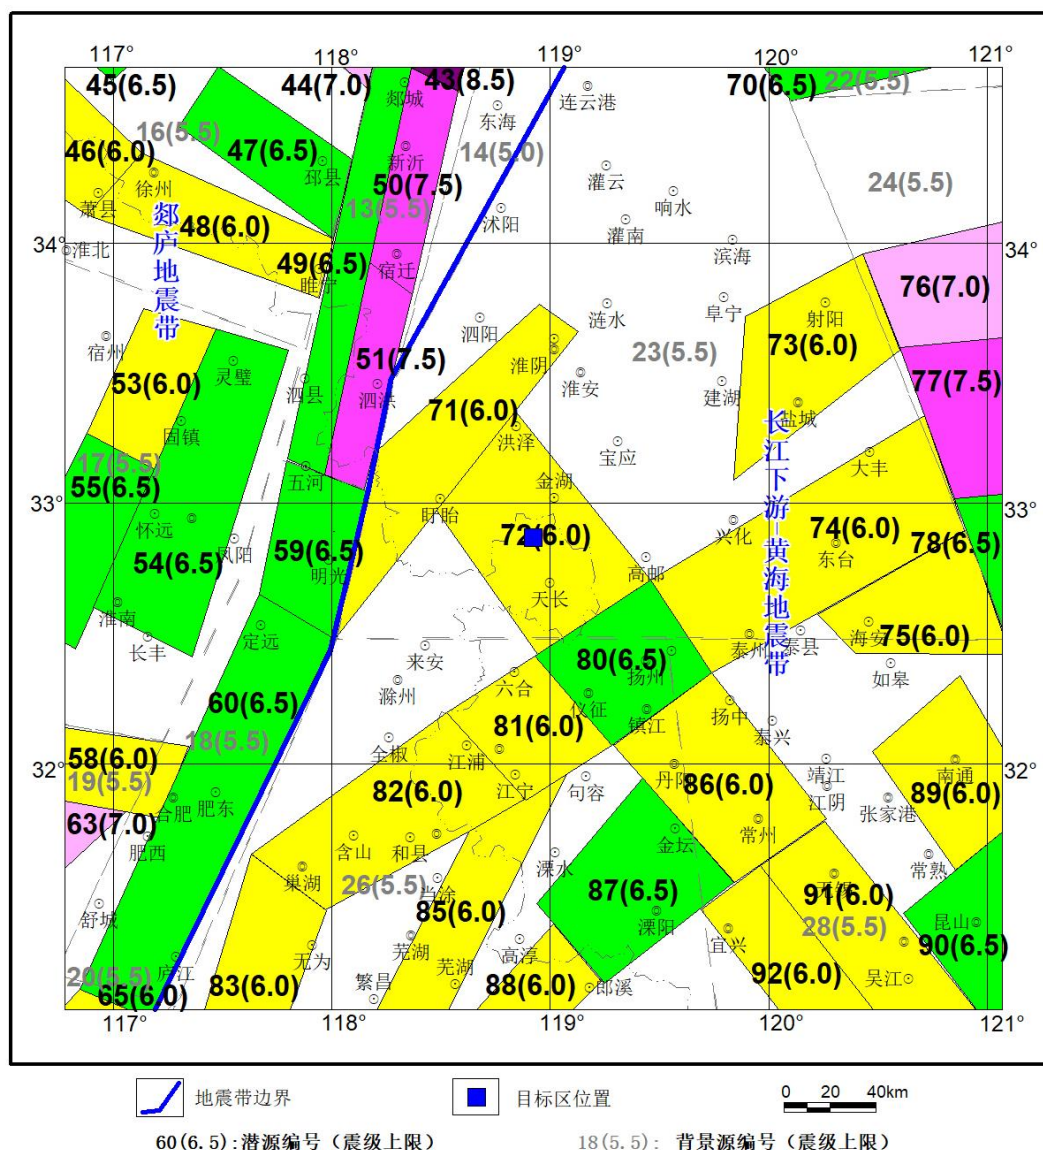 117°
118°
119°
120°
121°
45(6.5)
44(7.0)
43(8.5)
70(6.5)
22(5.5)
郯城
连云港
东海
16(5.5)
46(6.0)
47(6.5)
邳县
新沂
14(5.0)
灌云
24(5.5)
徐州
萧县
50(7.5)
13(5.5)
沭阳
响水
灌南
48(6.0)
34°
34°
淮北
郯庐地震带
49(6.5)
睢宁
宿迁
滨海
76(7.0)
泗阳
涟水
阜宁
射阳
宿州
51(7.5)
淮阴
23(5.5)
73(6.0)
53(6.0)
灵璧
泗县
泗洪
淮安
建湖
77(7.5)
71(6.0)
盐城
长江下游-黄海地震带
固镇
洪泽
宝应
17(5.5)
五河
大丰
55(6.5)
金湖
33°
33°
怀远
盱眙
兴化
74(6.0)
78(6.5)
54(6.5)
凤阳
59(6.5)
明光
72(6.0)
高邮
东台
天长
淮南
长丰
定远
来安
泰州
泰县
海安
75(6.0)
80(6.5)
扬州
六合
滁州
如皋
60(6.5)
仪征
镇江
扬中
泰兴
18(5.5)
81(6.0)
58(6.0)
全椒
江浦
32°
32°
19(5.5)
丹阳
靖江
南通
合肥
肥东
82(6.0)
江宁
句容
86(6.0)
江阴
89(6.0)
张家港
63(7.0)
肥西
常州
含山
和县
金坛
溧水
常熟
巢湖
26(5.5)
当涂
87(6.5)
无锡
91(6.0)
舒城
85(6.0)
溧阳
28(5.5)
昆山
90(6.5)
芜湖
高淳
宜兴
庐江
无为
20(5.5)
65(6.0)
83(6.0)
繁昌
芜湖
88(6.0)
郎溪
92(6.0)
吴江
117°
118°
119°
120°
121°
地震带边界
目标区位置
0 20 40km
60(6.5):潜源编号（震级上限）
18(5.5): 背景源编号（震级上限）